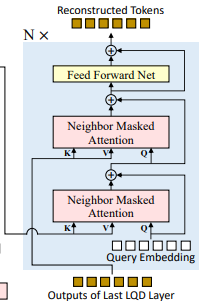 Reconstructed Tokens
N ×
Feed Forward Net
Neighbor Masked
Attention
K V Q
Neighbor Masked
Attention
K V Q
Query Embedding
Outputs of Last LQD Layer